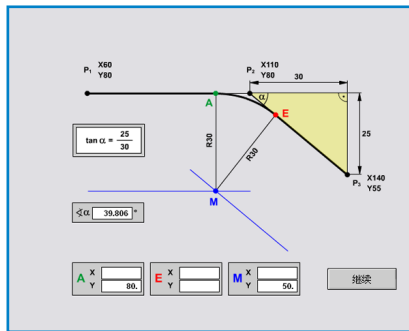 P₁ X60
Y80
P₂ X110
Y80
30
A
α
E
R30
R30
25
tan α = 25
30
M
P₃ X140
Y55
∢α 39.806 °
A X
Y 80.
E X
Y
M X
Y 50.
继续